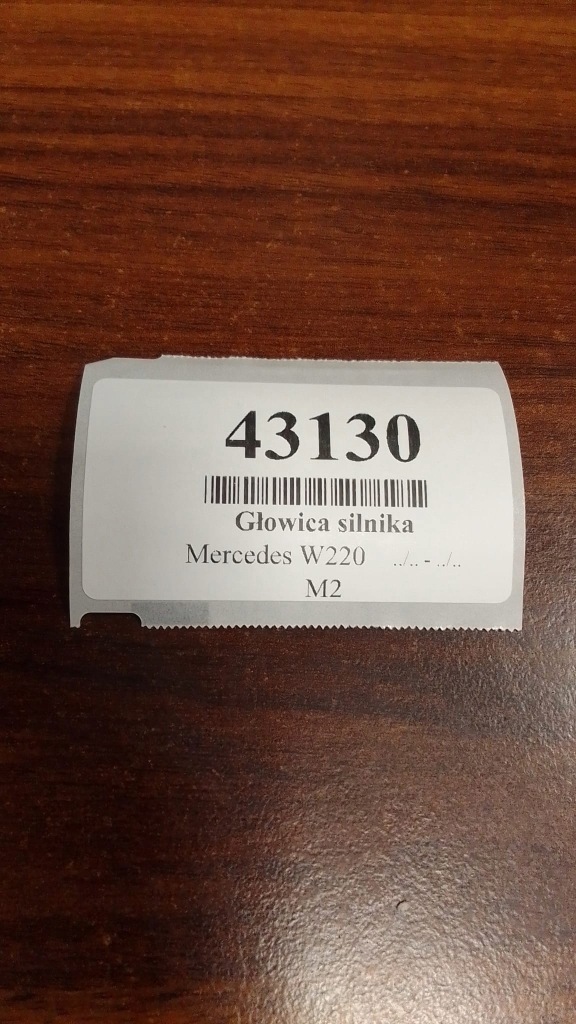 43130
Głowica silnika
Mercedes W220 ../.. - ../..
M2